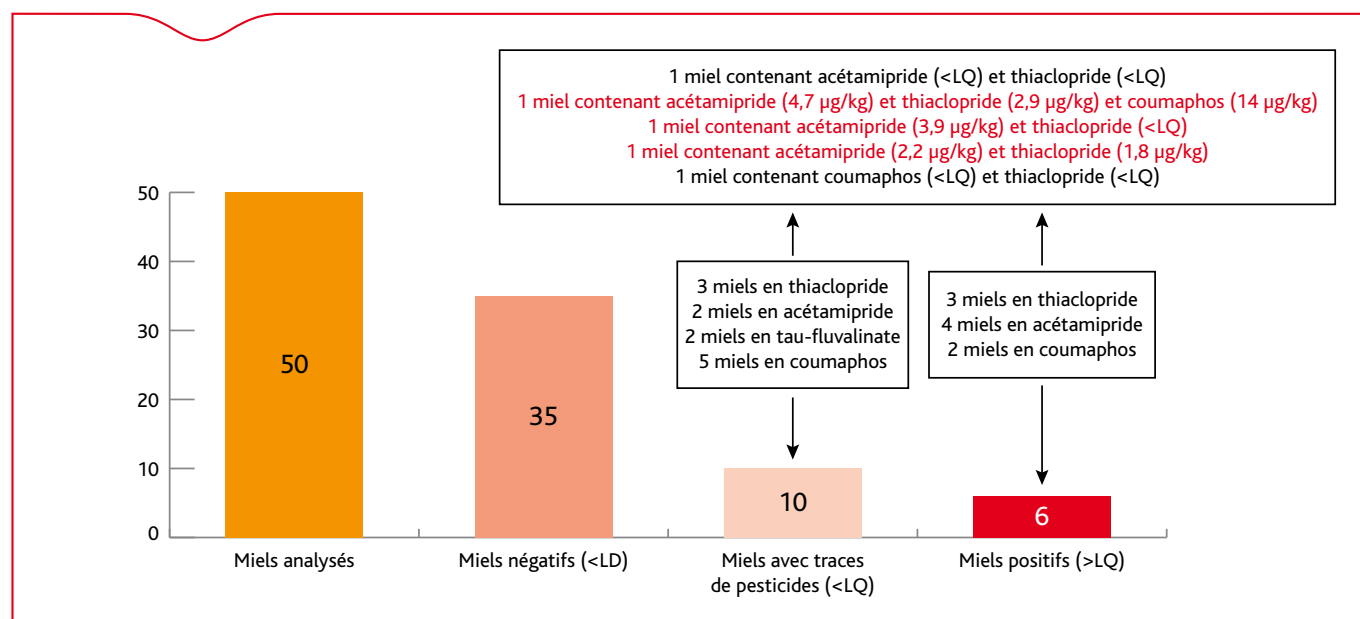 1 miel contenant acétamipride (<LQ) et thiaclopride (<LQ)
1 miel contenant acétamipride (4,7 µg/kg) et thiaclopride (2,9 µg/kg) et coumaphos (14 µg/kg)
1 miel contenant acétamipride (3,9 µg/kg) et thiaclopride (<LQ)
1 miel contenant acétamipride (2,2 µg/kg) et thiaclopride (1,8 µg/kg)
1 miel contenant coumaphos (<LQ) et thiaclopride (<LQ)
3 miels en thiaclopride
2 miels en acétamipride
2 miels en tau-fluvalinate
5 miels en coumaphos
3 miels en thiaclopride
4 miels en acétamipride
2 miels en coumaphos
50
40
30
20
10
0
50
35
10
6
Miels analysés
Miels négatifs (<LD)
Miels avec traces
de pesticides (<LQ)
Miels positifs (>LQ)